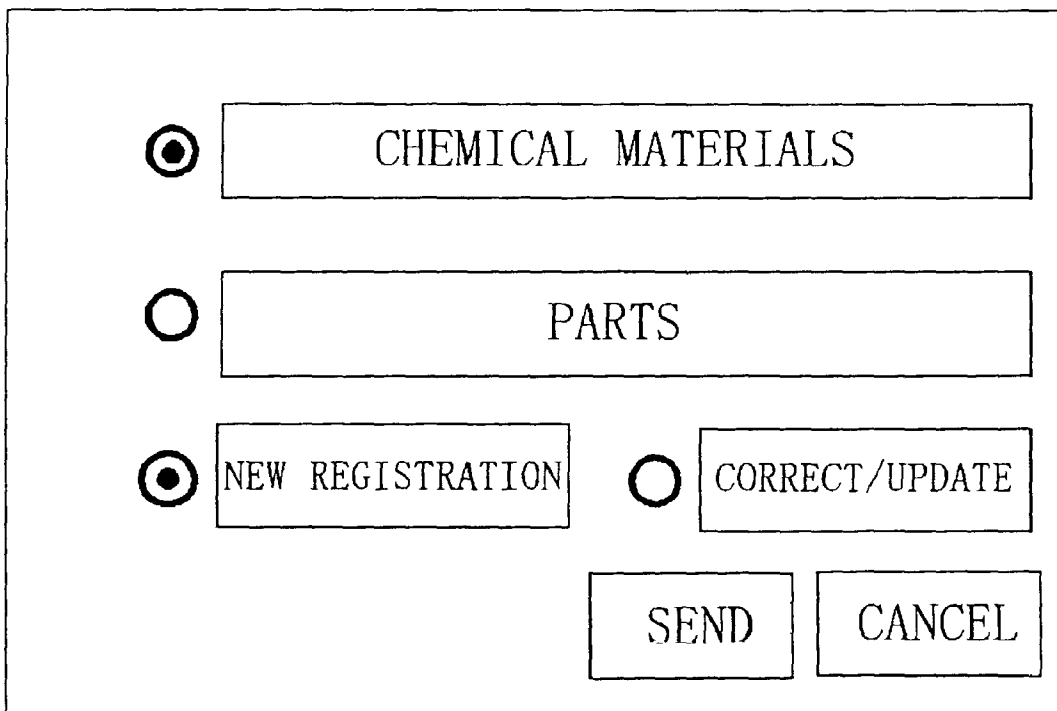 CHEMICAL MATERIALS
PARTS
NEW REGISTRATION CORRECT/UPDATE
SEND CANCEL